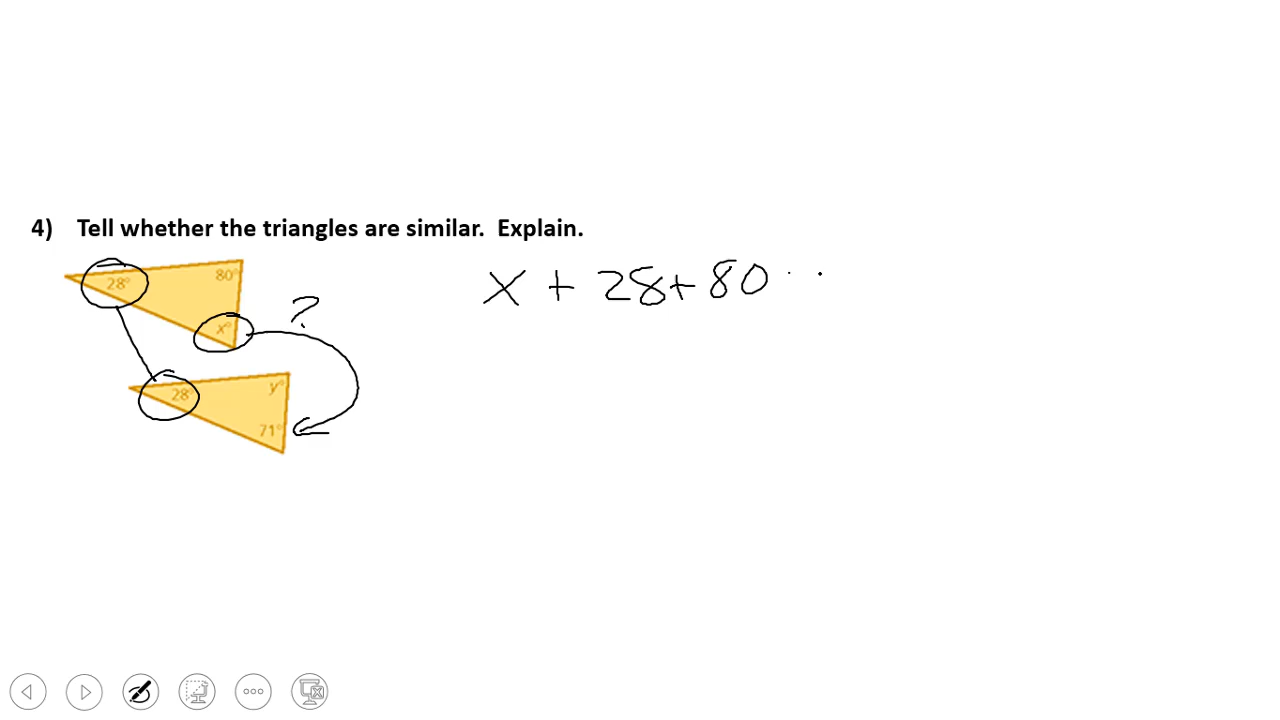 4) Tell whether the triangles are similar. Explain.
28° 80°
x + 28 + 80
?
x°
28° y°
71°